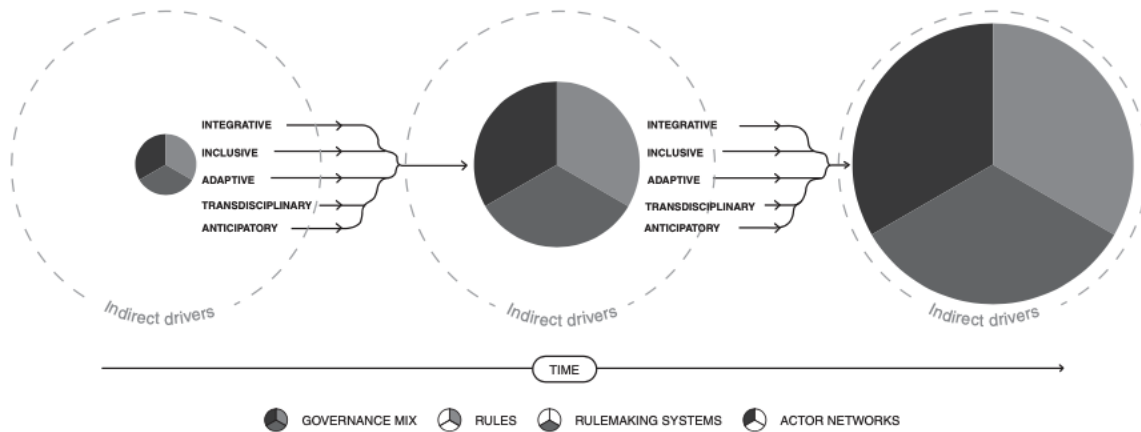 INTEGRATIVE
INCLUSIVE
ADAPTIVE
TRANSDISCIPLINARY
ANTICIPATORY
INTEGRATIVE
INCLUSIVE
ADAPTIVE
TRANSDISCIPLINARY
ANTICIPATORY
Indirect drivers
Indirect drivers
Indirect drivers
TIME
GOVERNANCE MIX
RULES
RULEMAKING SYSTEMS
ACTOR NETWORKS